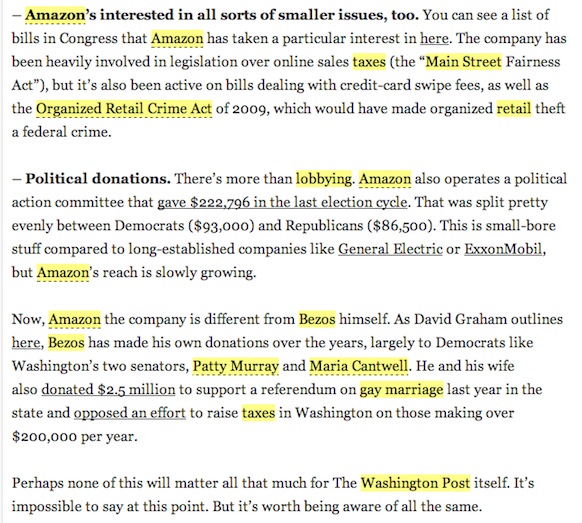 – Amazon’s interested in all sorts of smaller issues, too. You can see a list of
bills in Congress that Amazon has taken a particular interest in here. The company has
been heavily involved in legislation over online sales taxes (the “Main Street Fairness
Act”), but it’s also been active on bills dealing with credit-card swipe fees, as well as
the Organized Retail Crime Act of 2009, which would have made organized retail theft
a federal crime.
– Political donations. There’s more than lobbying. Amazon also operates a political
action committee that gave $222,796 in the last election cycle. That was split pretty
evenly between Democrats ($93,000) and Republicans ($86,500). This is small-bore
stuff compared to long-established companies like General Electric or ExxonMobil,
but Amazon’s reach is slowly growing.
Now, Amazon the company is different from Bezos himself. As David Graham outlines
here, Bezos has made his own donations over the years, largely to Democrats like
Washington’s two senators, Patty Murray and Maria Cantwell. He and his wife
also donated $2.5 million to support a referendum on gay marriage last year in the
state and opposed an effort to raise taxes in Washington on those making over
$200,000 per year.
Perhaps none of this will matter all that much for The Washington Post itself. It’s
impossible to say at this point. But it’s worth being aware of all the same.